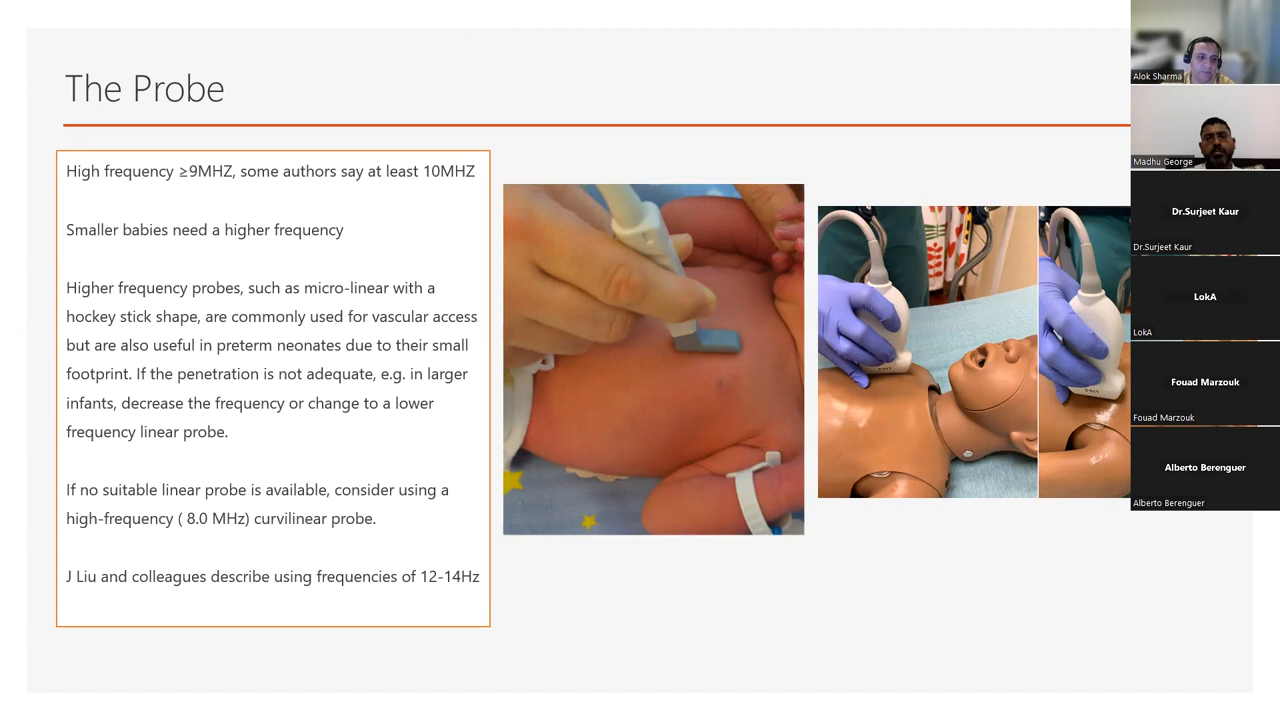 The Probe
High frequency ≥9MHZ, some authors say at least 10MHZ
Smaller babies need a higher frequency
Higher frequency probes, such as micro-linear with a
hockey stick shape, are commonly used for vascular access
but are also useful in preterm neonates due to their small
footprint. If the penetration is not adequate, e.g. in larger
infants, decrease the frequency or change to a lower
frequency linear probe.
If no suitable linear probe is available, consider using a
high-frequency ( 8.0 MHz) curvilinear probe.
J Liu and colleagues describe using frequencies of 12-14Hz
Alok Sharma
Madhu George
Dr.Surjeet Kaur
Dr.Surjeet Kaur
LokA
LokA
Fouad Marzouk
Fouad Marzouk
Alberto Berenguer
Alberto Berenguer